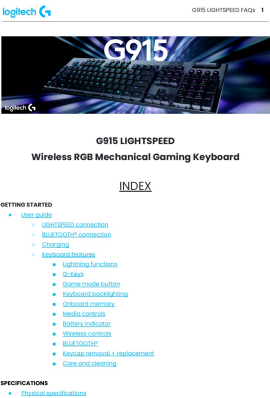 logitech G
G915 LIGHTSPEED FAQs 1
G915
logitech G
G915 LIGHTSPEED
Wireless RGB Mechanical Gaming Keyboard
INDEX
GETTING STARTED
● User guide
○ LIGHTSPEED connection
○ BLUETOOTH® connection
○ Charging
○ Keyboard features
■ Lightning functions
■ G-Keys
■ Game mode button
■ Keyboard backlighting
■ Onboard memory
■ Media controls
■ Battery indicator
■ Wireless controls
■ BLUETOOTH®
■ Keycap removal + replacement
■ Care and cleaning
SPECIFICATIONS
● Physical specifications